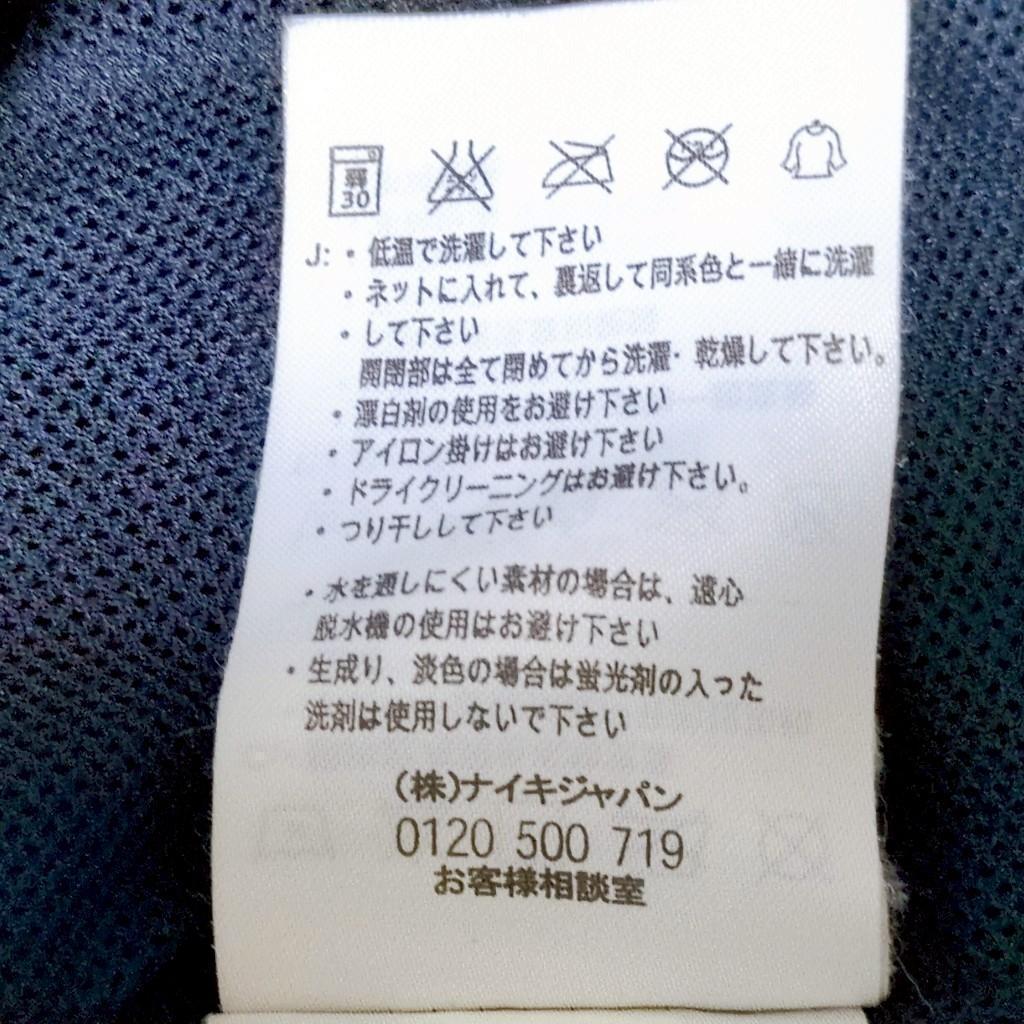 30
J: ・低温で洗濯して下さい
・ネットに入れて、裏返して同系色と一緒に洗濯
・して下さい
開閉部は全て閉めてから洗濯・乾燥して下さい。
・漂白剤の使用をお避け下さい
・アイロン掛けはお避け下さい
・ドライクリーニングはお避け下さい。
・つり干しして下さい
・水を通しにくい素材の場合は、遠心
脱水機の使用はお避け下さい
・生成り、淡色の場合は蛍光剤の入った
洗剤は使用しないで下さい
(株)ナイキジャパン
0120 500 719
お客様相談室